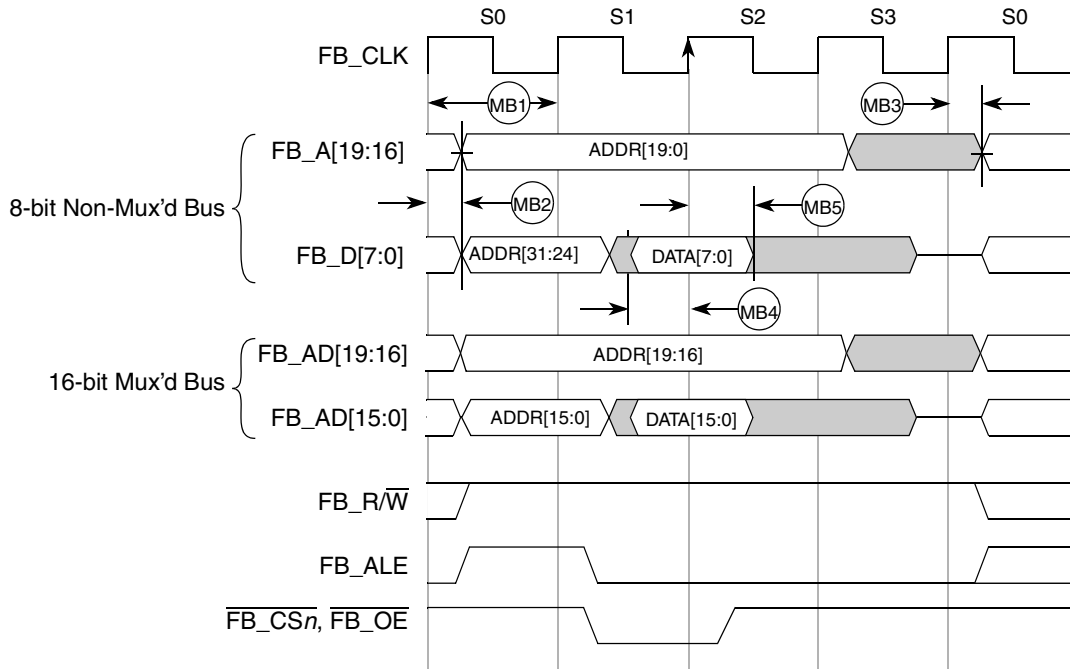 S0 S1 S2 S3 S0
FB_CLK
MB1 MB3
FB_A[19:16] ADDR[19:0]
8-bit Non-Mux’d Bus
MB2 MB5
FB_D[7:0] ADDR[31:24] DATA[7:0]
MB4
FB_AD[19:16] ADDR[19:16]
16-bit Mux’d Bus
FB_AD[15:0] ADDR[15:0] DATA[15:0]
FB_R/W̅
FB_ALE
F̅B̅_̅C̅S̅n̅, F̅B̅_̅O̅E̅